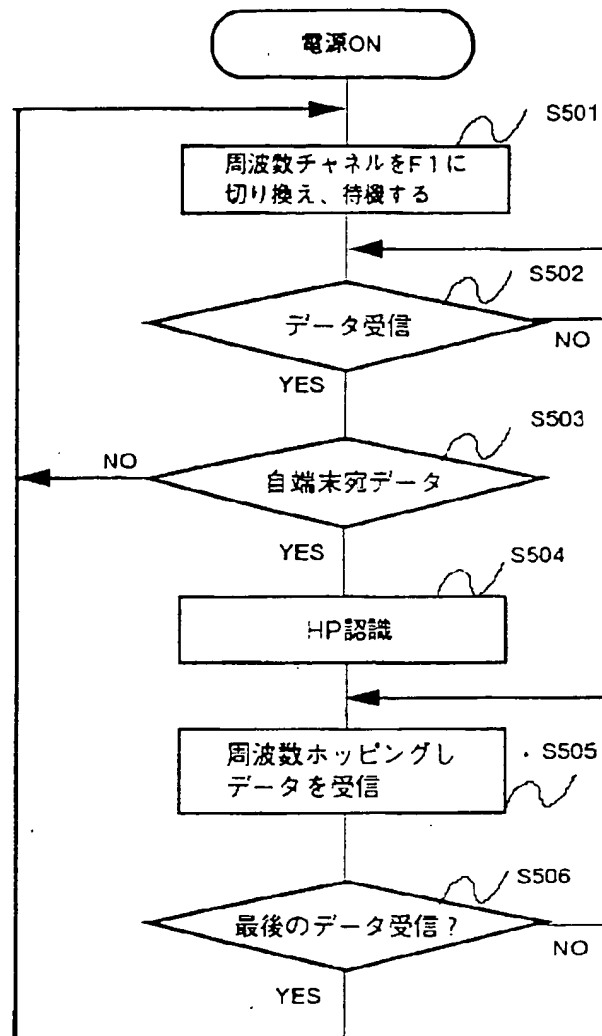 電源ON
S501
周波数チャネルをF1に
切り換え、待機する
S502
データ受信
NO
YES
S503
NO
自端末宛データ
YES
S504
HP認識
周波数ホッピングし
データを受信
S505
S506
最後のデータ受信?
NO
YES